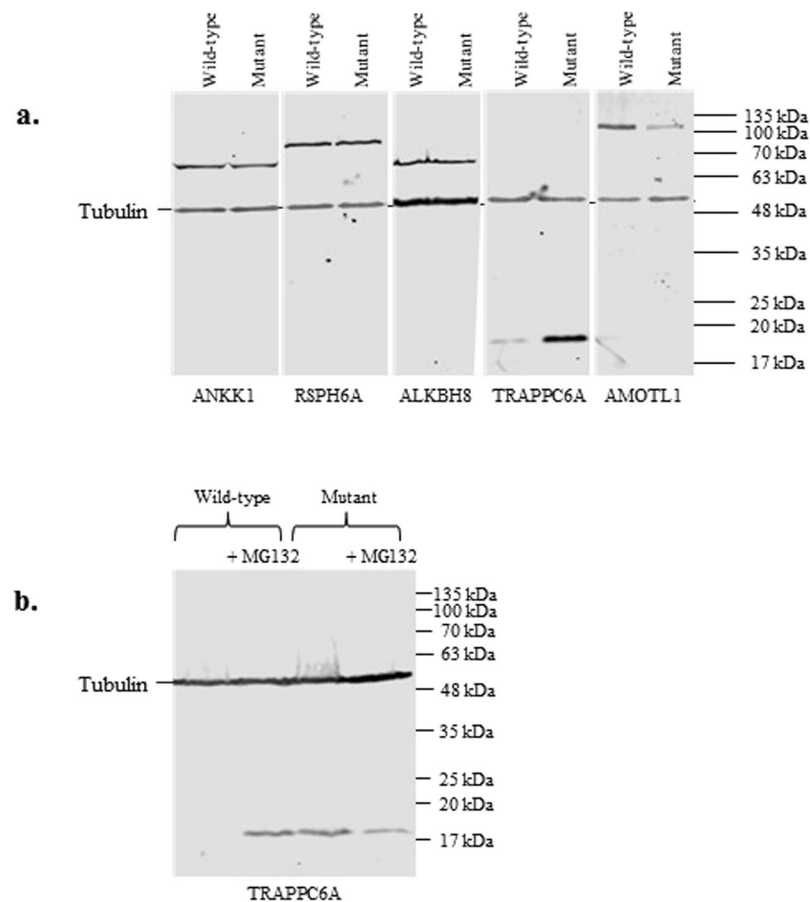 Wild-type Mutant Wild-type Mutant Wild-type Mutant Wild-type Mutant Wild-type Mutant
a.
135 kDa
100 kDa
70 kDa
63 kDa
Tubulin
48 kDa
35 kDa
25 kDa
20 kDa
17 kDa
ANKK1 RSPH6A ALKBH8 TRAPPC6A AMOTL1
Wild-type Mutant
+ MG132 + MG132
b.
135 kDa
100 kDa
70 kDa
63 kDa
Tubulin
48 kDa
35 kDa
25 kDa
20 kDa
17 kDa
TRAPPC6A